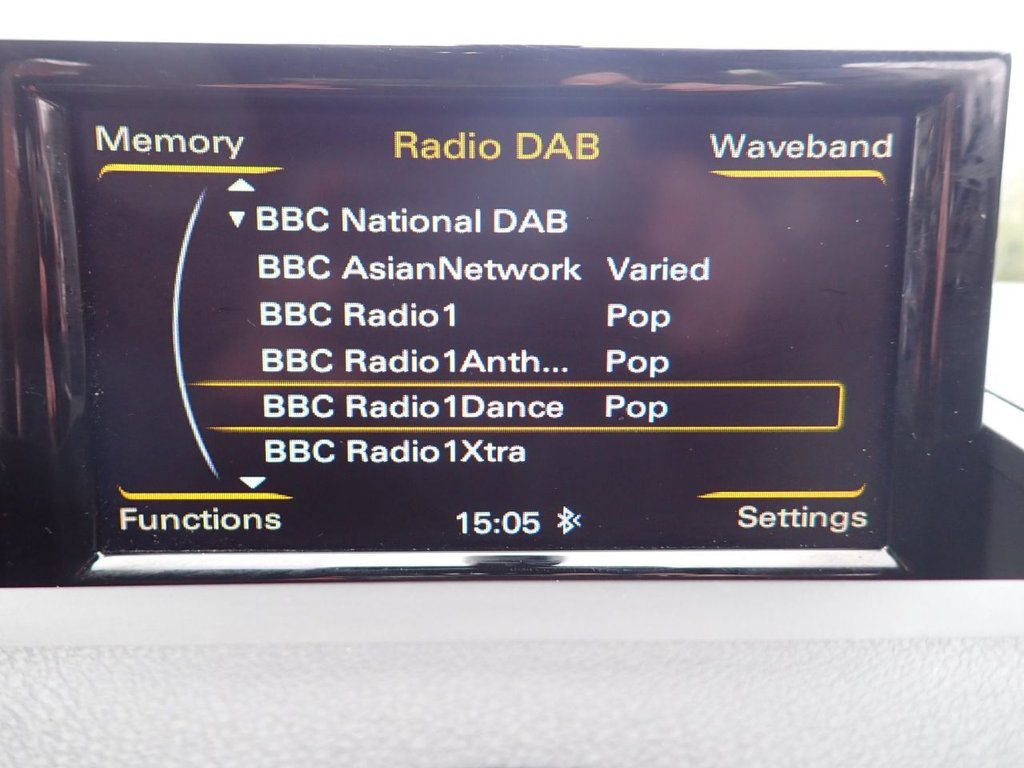 Memory Radio DAB Waveband
BBC National DAB
BBC AsianNetwork Varied
BBC Radio1 Pop
BBC Radio1Anth... Pop
BBC Radio1Dance Pop
BBC Radio1Xtra
Functions 15:05 Settings